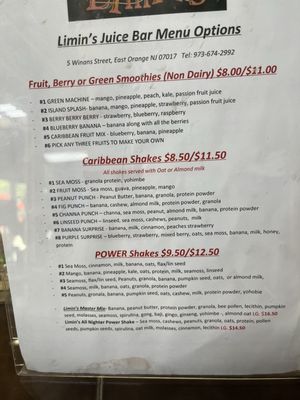 Limin's Juice Bar Menu Options
5 Winans Street, East Orange NJ 07017 Tel: 973-674-2992
Fruit, Berry or Green Smoothies (Non Dairy) $8.00/$11.00
- #1 GREEN MACHINE – mango, pineapple, peach, kale, passion fruit juice
- #2 ISLAND SPLASH- banana, mango, pineapple, strawberry, passion fruit juice
- #3 BERRY BERRY BERRY - strawberry, blueberry, raspberry
- #4 BLUEBERRY BANANA – banana along with all the berries
- #5 CARIBBEAN FRUIT MIX - blueberry, banana, pineapple
- #6 PICK ANY THREE FRUITS TO MAKE YOUR OWN
Caribbean Shakes $8.50/$11.50
All shakes served with Oat or Almond milk
- #1 SEA MOSS - granola protein, yohimbe
- #2 FRUIT MOSS - Sea moss, guava, pineapple, mango
- #3 PEANUT PUNCH - Peanut Butter, banana, granola, protein powder
- #4 FIG PUNCH – banana, cashew, almond milk, protein powder, granola
- #5 CHANNA PUNCH – channa, sea moss, peanut, almond milk, banana, protein powder
- #6 LINSEED PUNCH – linseed, sea moss, cashews, peanuts, milk
- #7 BANANA SURPRISE - banana, milk, cinnamon, peaches strawberry
- #8 PURPLE SURPRISE – blueberry, strawberry, mixed berry, oats, sea moss, banana, milk, honey,
protein
POWER Shakes $9.50/$12.50
- #1 Sea Moss, cinnamon, milk, banana, oats, flax/lin seed
- #2 Mango, banana, pineapple, kale, oats, protein, milk, seamoss, linseed
- #3 Seamoss, flax/lin seed, Peanuts, granola, banana, pumpkin seed, oats, or almond milk,
- #4 Seamoss, milk, banana, oats, granola, protein powder
- #5 Peanuts, gronala, banana, pumpkin seed, oats, cashew, milk, protein powder, yohobie
Limin's Master Mix- Banana, peanut butter, protein powder, granola, bee pollen, lecithin, pumpkin
seed, molasses, seamoss, spirulina, gong, baji, gingo, ginseng, yohimbe - , almond oat LG. $16.50
Limin's All Nighter Power Shake – Sea moss, cashews, peanuts, granola, oats, protein, pollen
seeds, pumpkin seeds, spirulina, oat milk, molasses, cinnamon, lecithin LG. $14.50